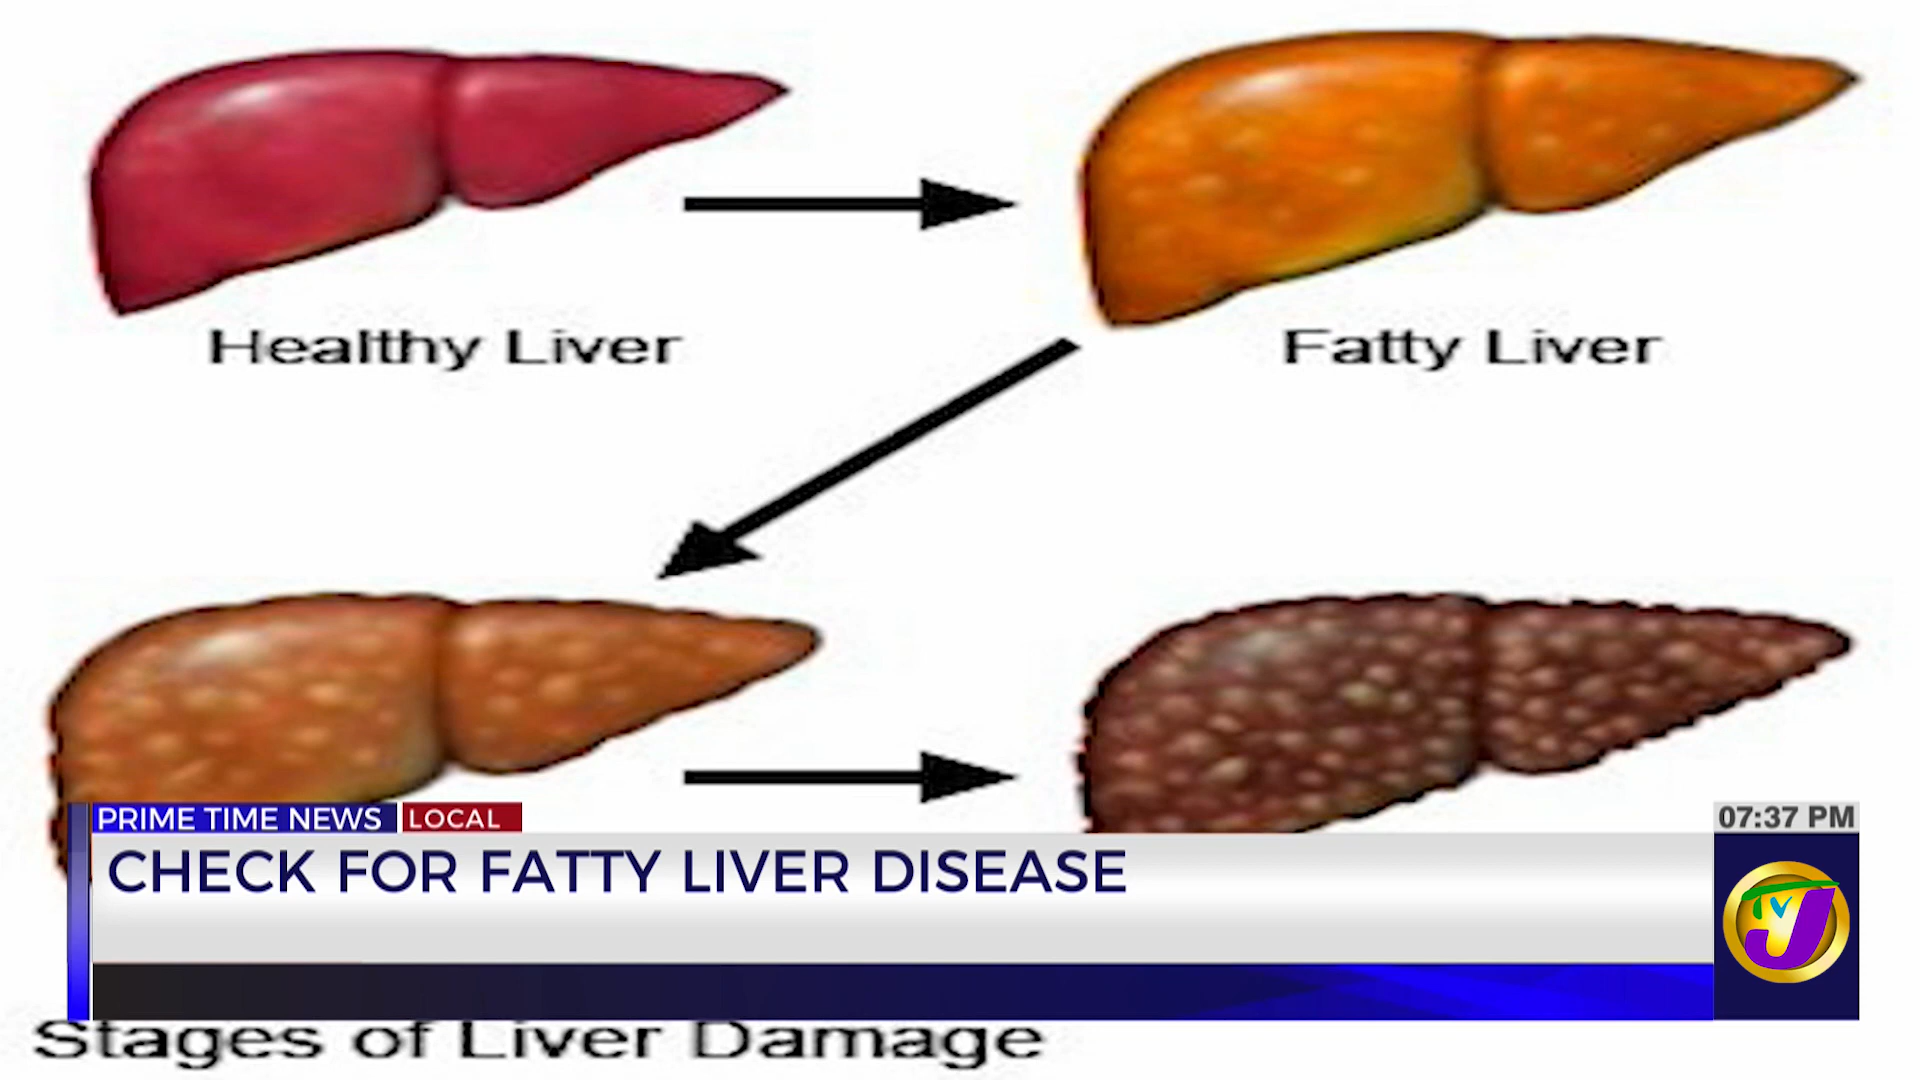 Healthy Liver
Fatty Liver
PRIME TIME NEWS LOCAL
07:37 PM
CHECK FOR FATTY LIVER DISEASE
TVJ
Stages of Liver Damage